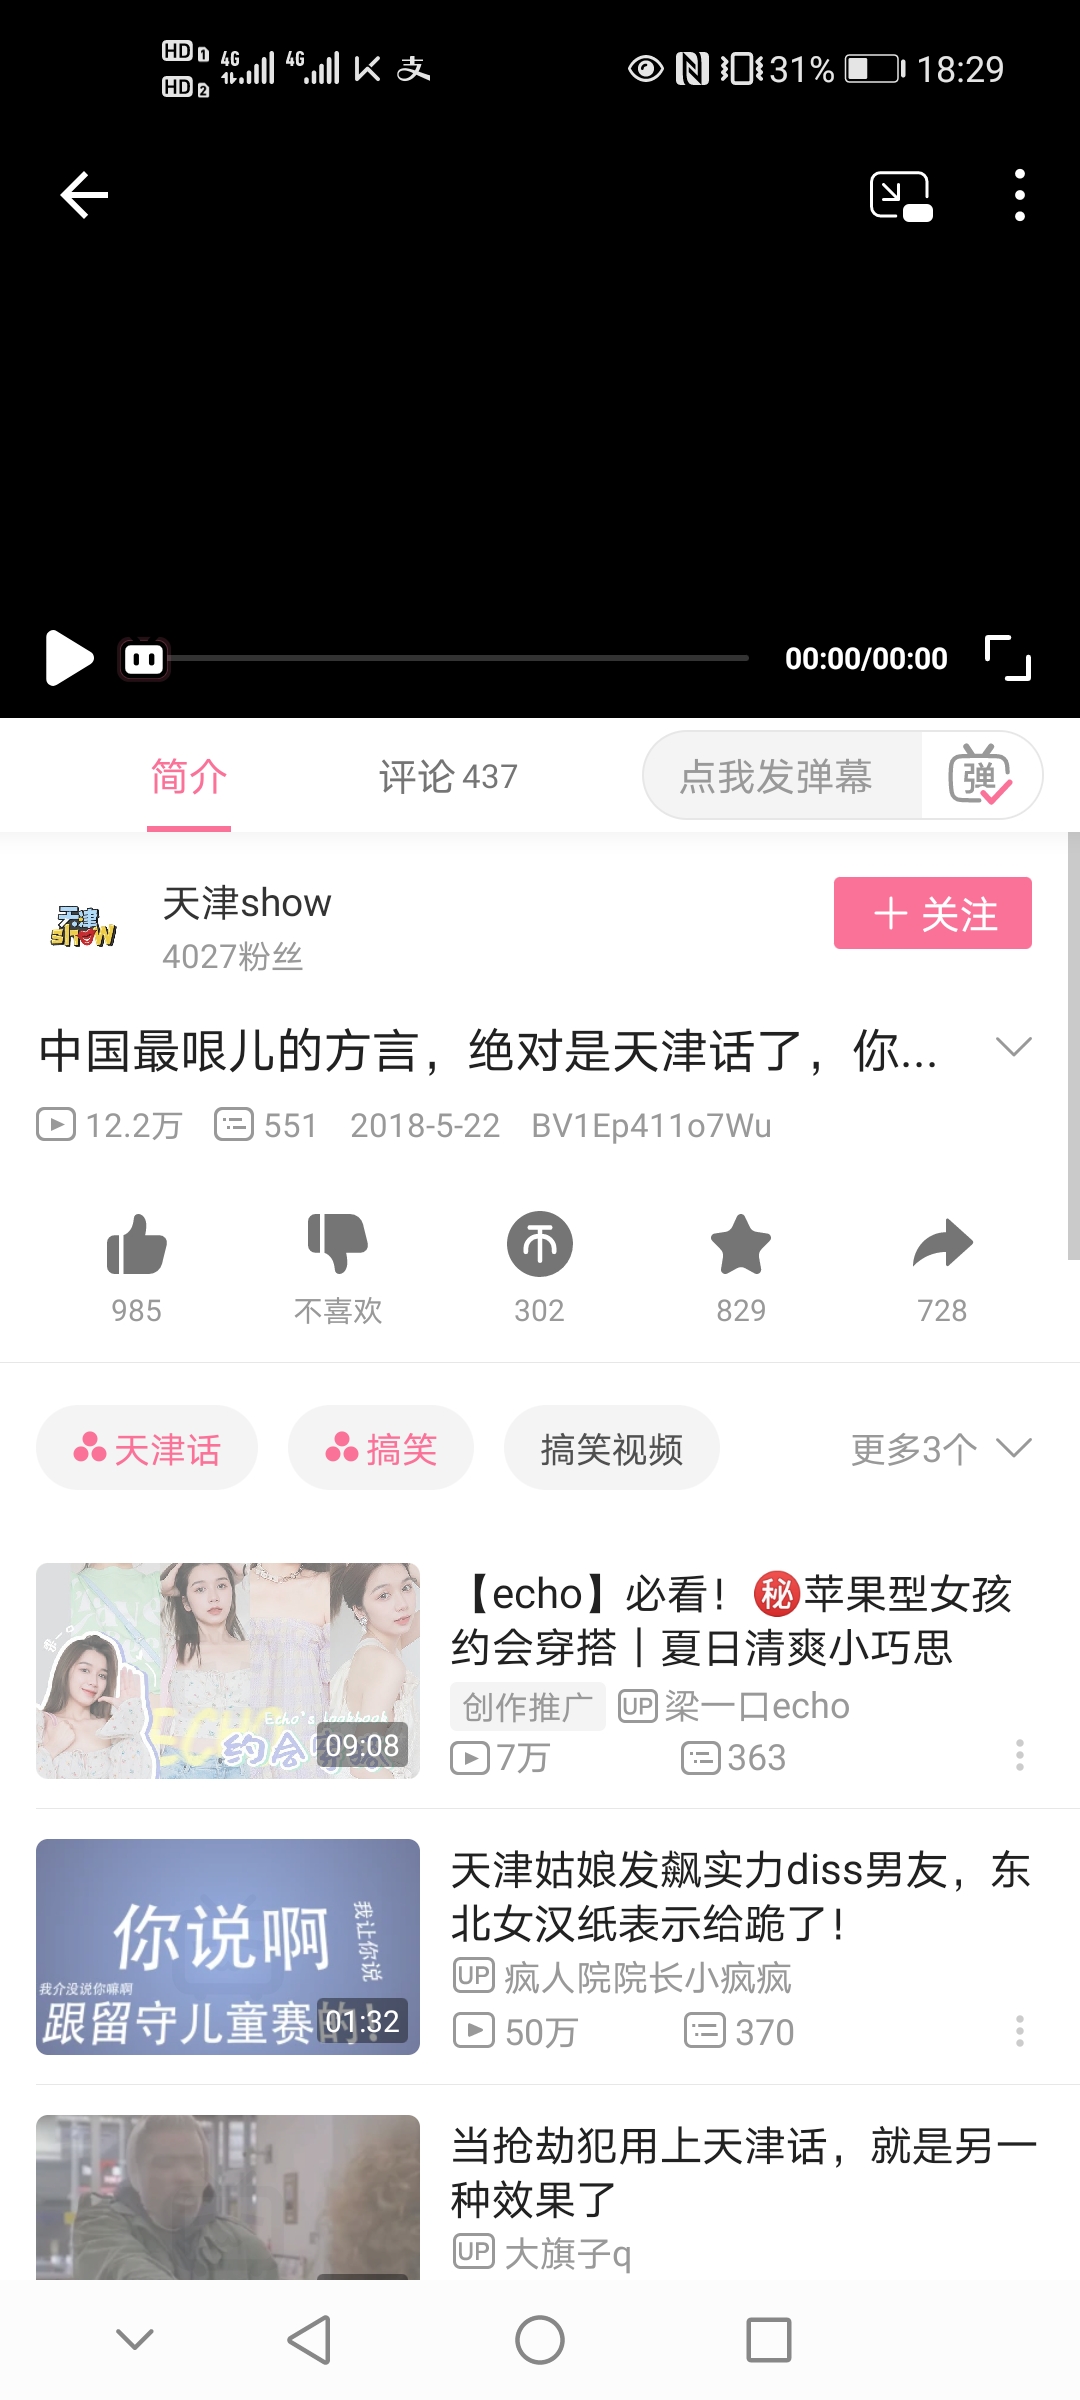 HD 1 4G 4G 支 31% 18:29
HD 2
00:00/00:00
简介 评论 437 点我发弹幕 弹
天津show
天津 show
4027粉丝
+ 关注
中国最哏儿的方言，绝对是天津话了，你...
12.2万 551 2018-5-22 BV1Ep411o7Wu
985 不喜欢 302 829 728
天津话 搞笑 搞笑视频 更多3个
【echo】必看！㊙苹果型女孩
约会穿搭丨夏日清爽小巧思
创作推广 UP 梁一口echo
7万 363
Echo's lookbook
ECHO
约会
09:08
天津姑娘发飙实力diss男友，东
北女汉纸表示给跪了！
UP 疯人院院长小疯疯
50万 370
你说啊
我让你说
我介没说你嘛啊
跟留守儿童赛的！
01:32
当抢劫犯用上天津话，就是另一
种效果了
UP 大旗子q